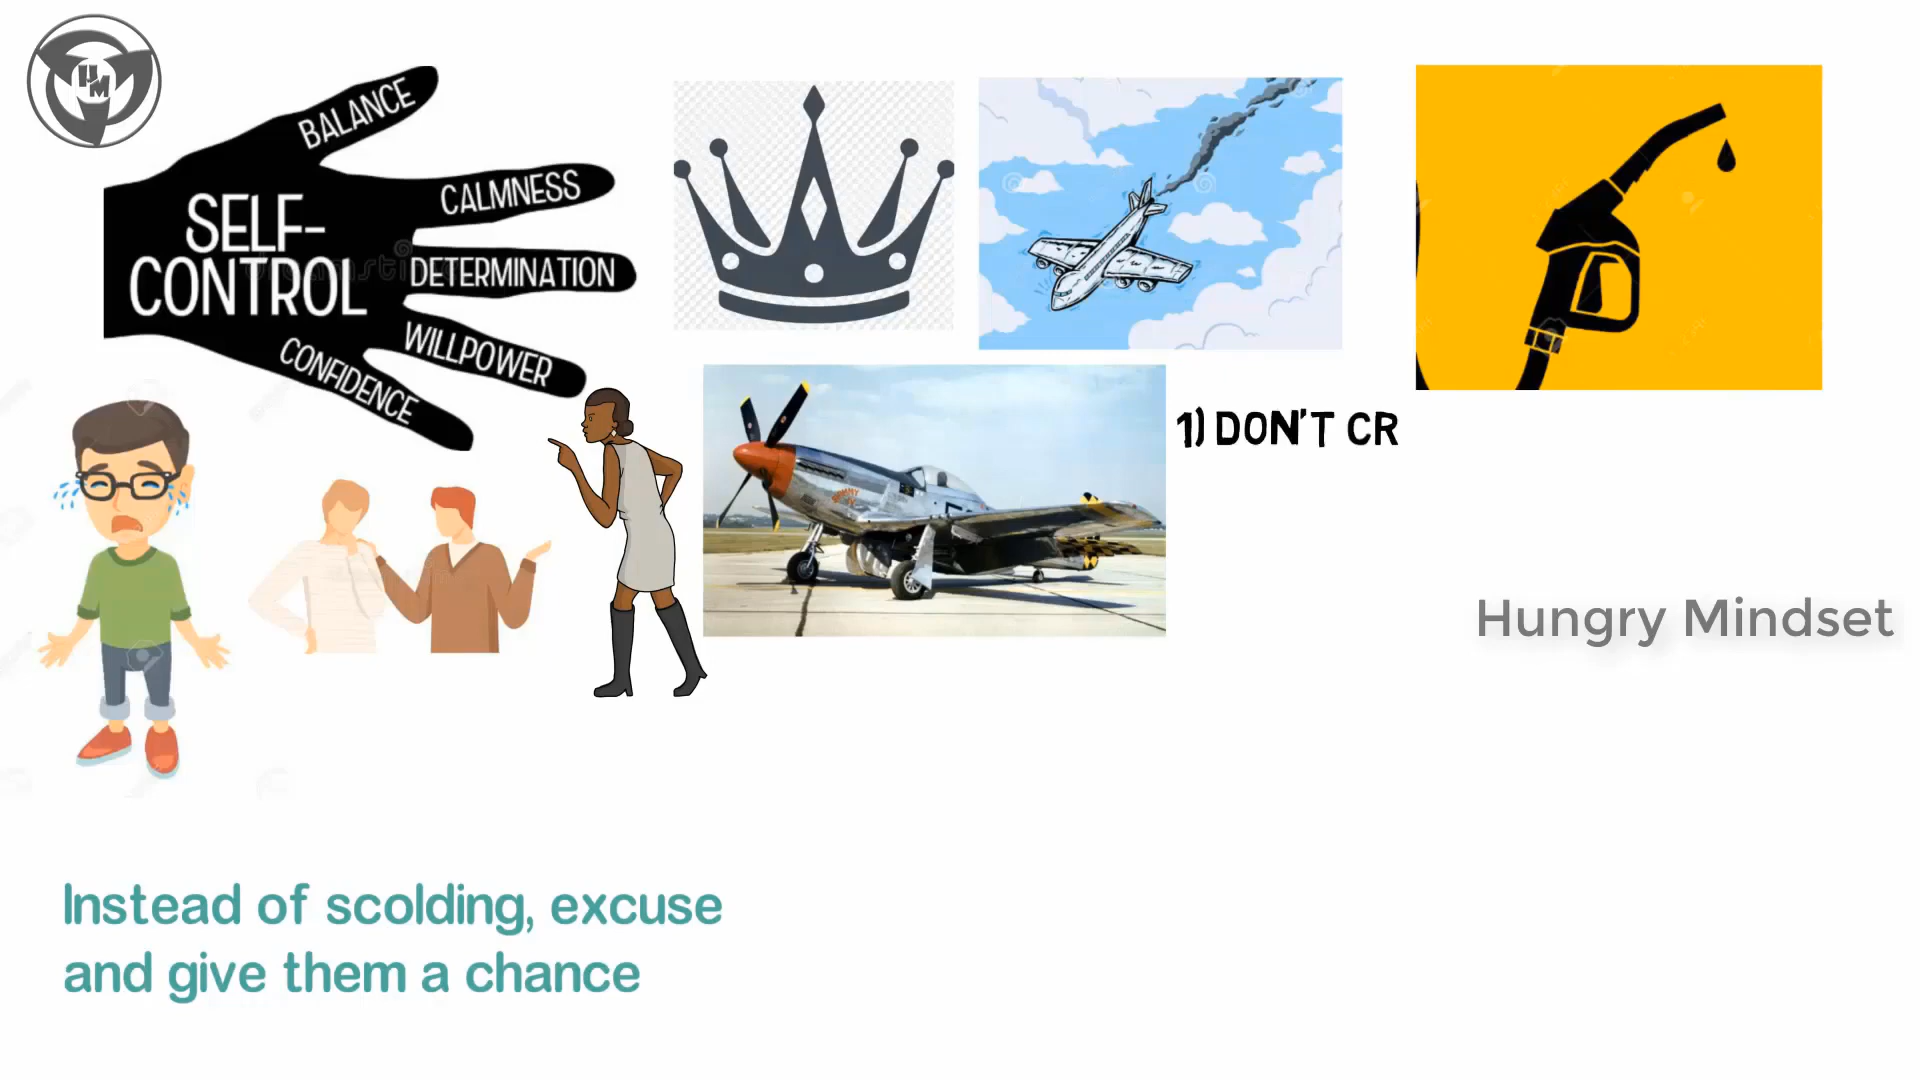 HM
BALANCE
CALMNESS
SELF-
CONTROL
DETERMINATION
WILLPOWER
CONFIDENCE
1) DON'T CR
Hungry Mindset
Instead of scolding, excuse
and give them a chance